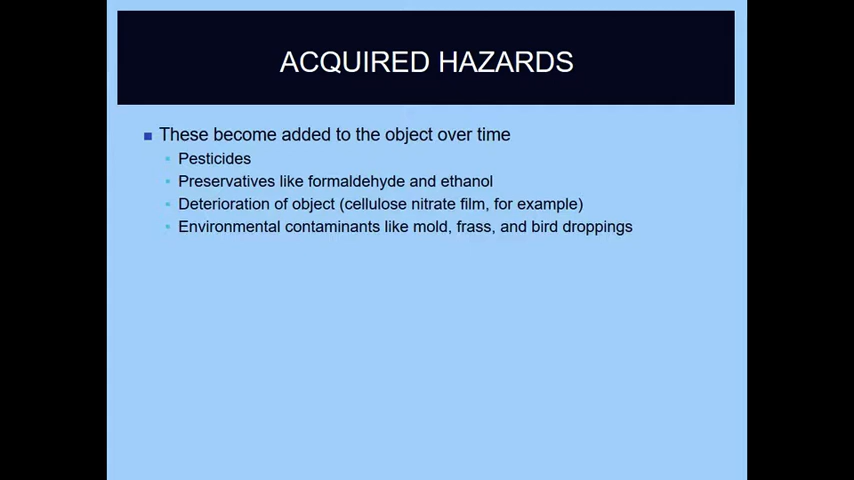 ACQUIRED HAZARDS
These become added to the object over time
Pesticides
Preservatives like formaldehyde and ethanol
Deterioration of object (cellulose nitrate film, for example)
Environmental contaminants like mold, frass, and bird droppings